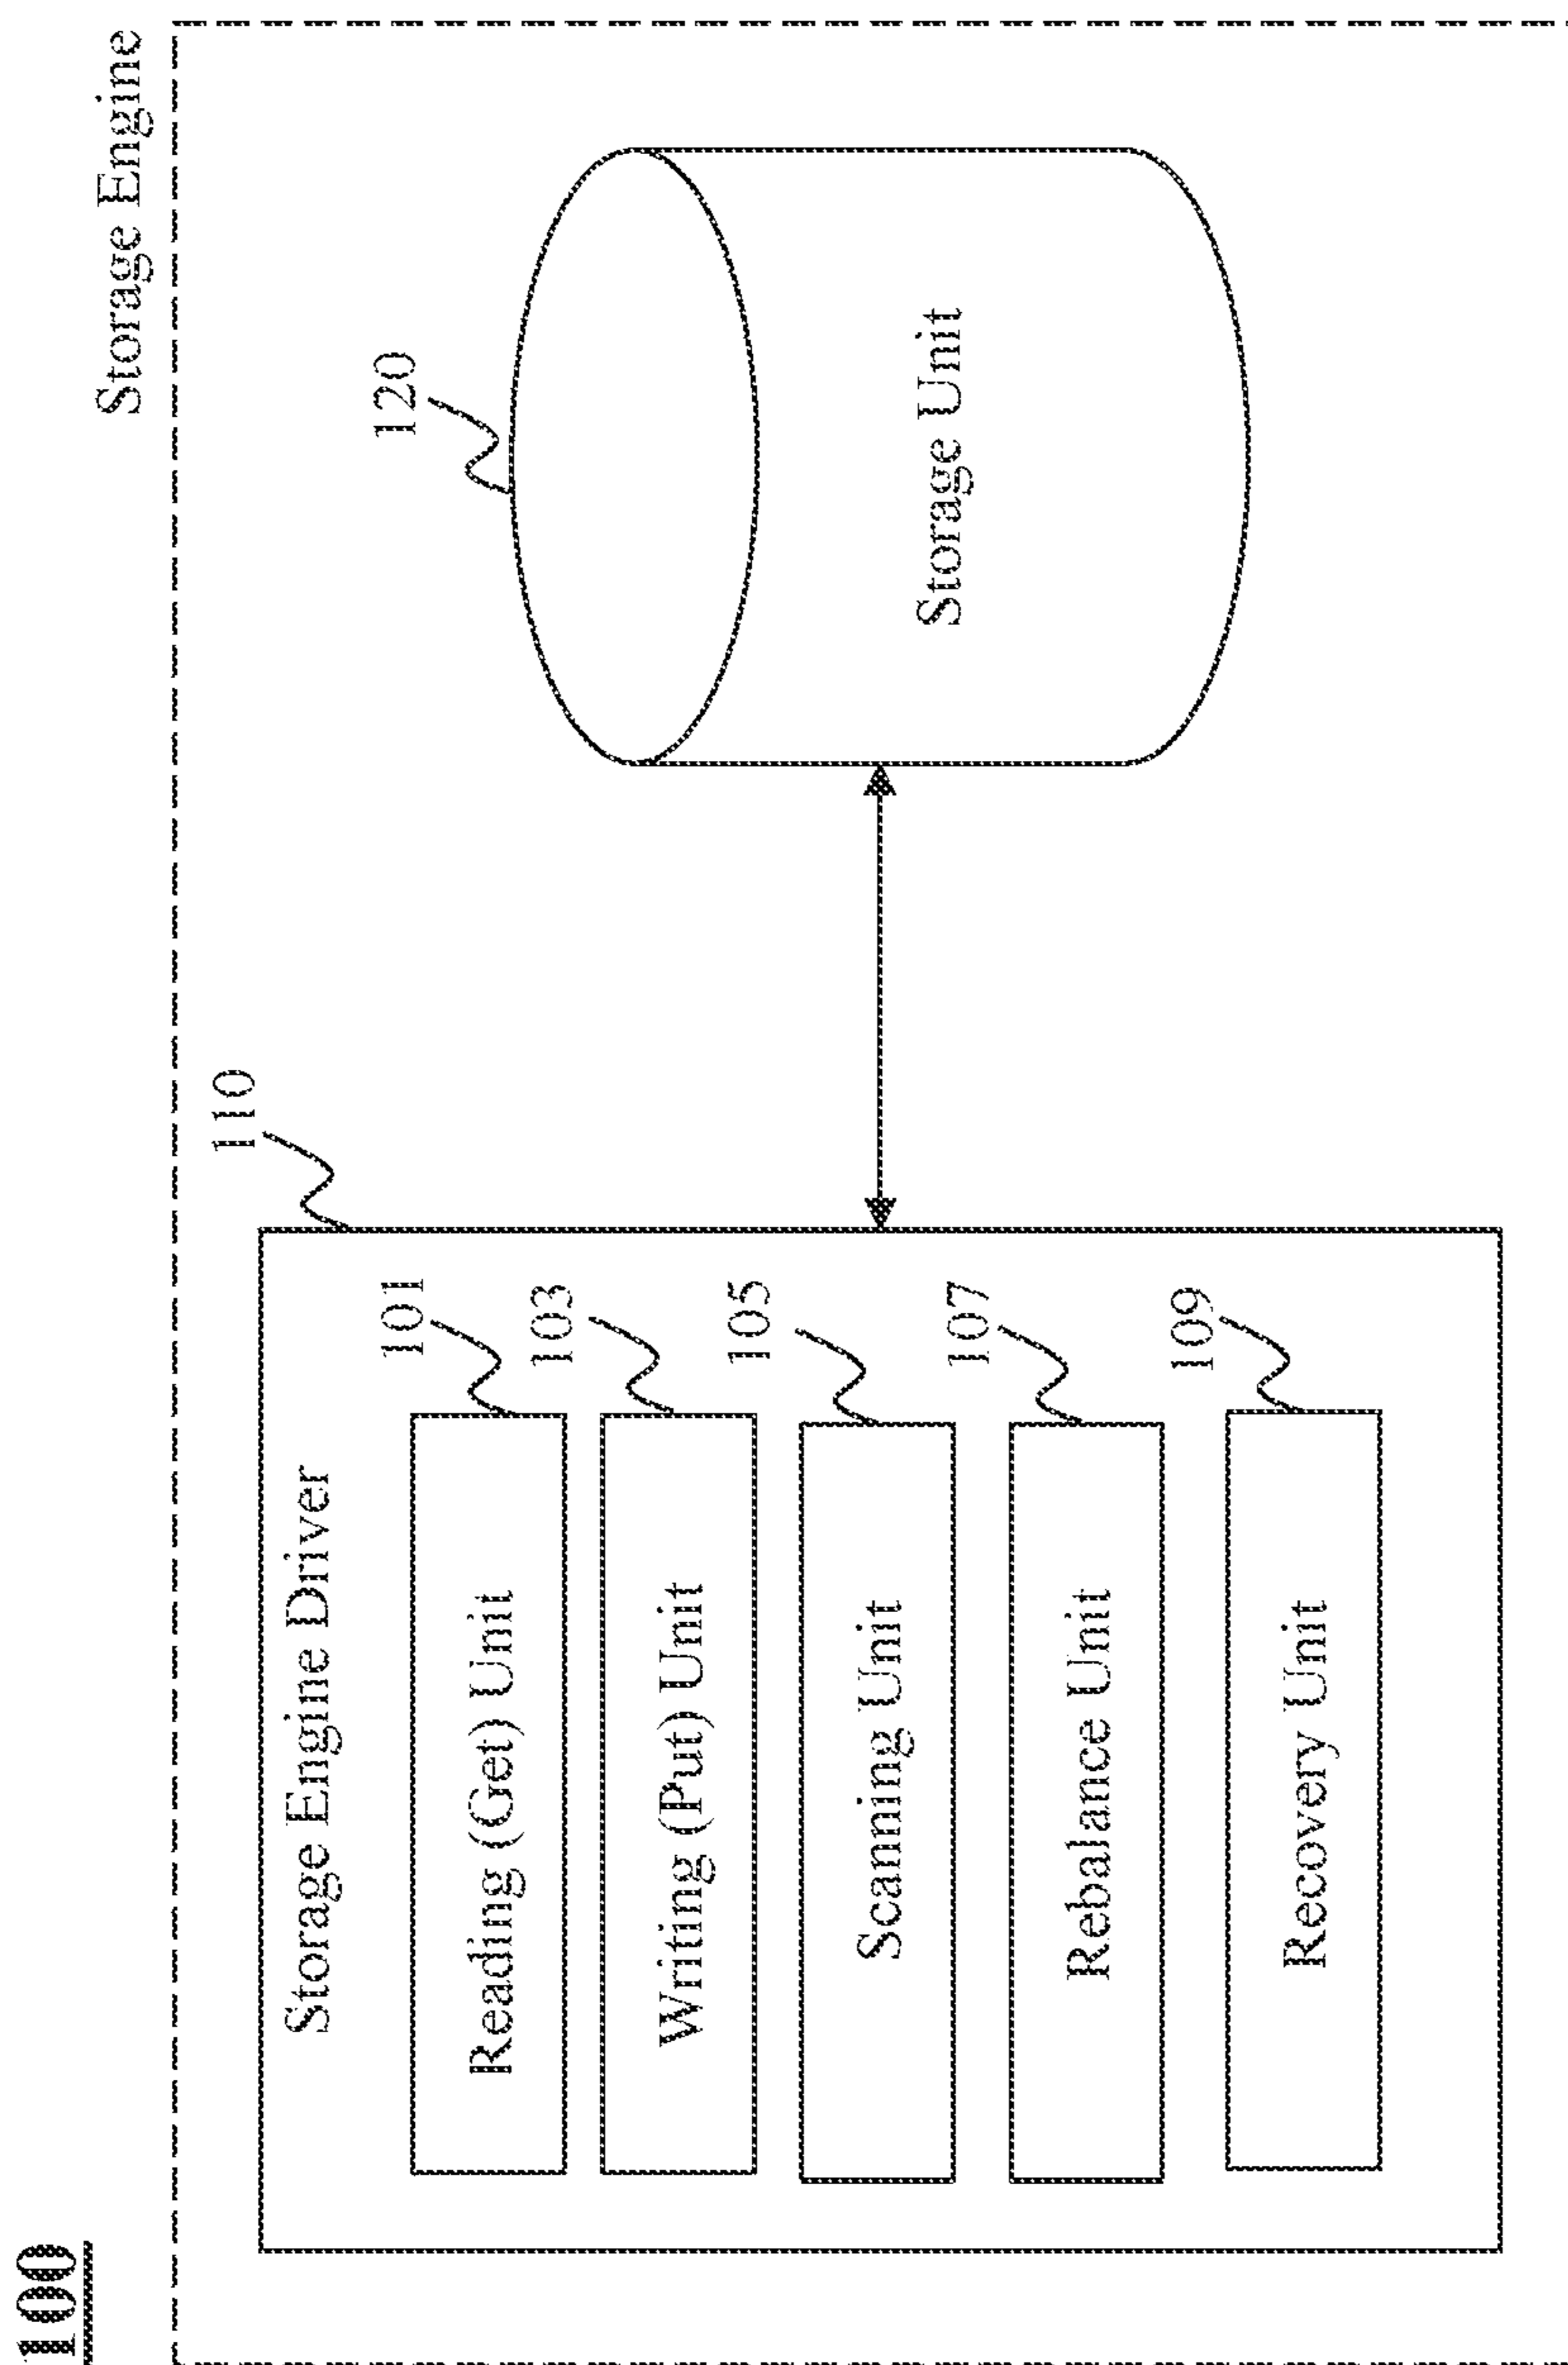 100
Storage Engine
110
Storage Engine Driver
101
Reading (Get) Unit
103
Writing (Put) Unit
105
Scanning Unit
107
Rebalance Unit
109
Recovery Unit
120
Storage Unit